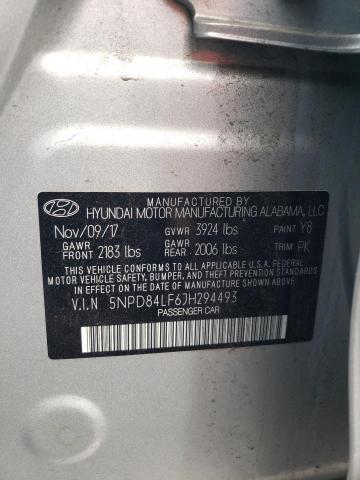 MANUFACTURED BY
HYUNDAI MOTOR MANUFACTURING ALABAMA, LLC
Nov/09/17 GVWR 3924 lbs PAINT Y8
GAWR FRONT 2183 lbs GAWR REAR 2006 lbs TRIM PK
THIS VEHICLE CONFORMS TO ALL APPLICABLE U.S.A. FEDERAL
MOTOR VEHICLE SAFETY, BUMPER, AND THEFT PREVENTION STANDARDS
IN EFFECT ON THE DATE OF MANUFACTURE SHOWN ABOVE.
V.I.N 5NPD84LF6JH294493
PASSENGER CAR